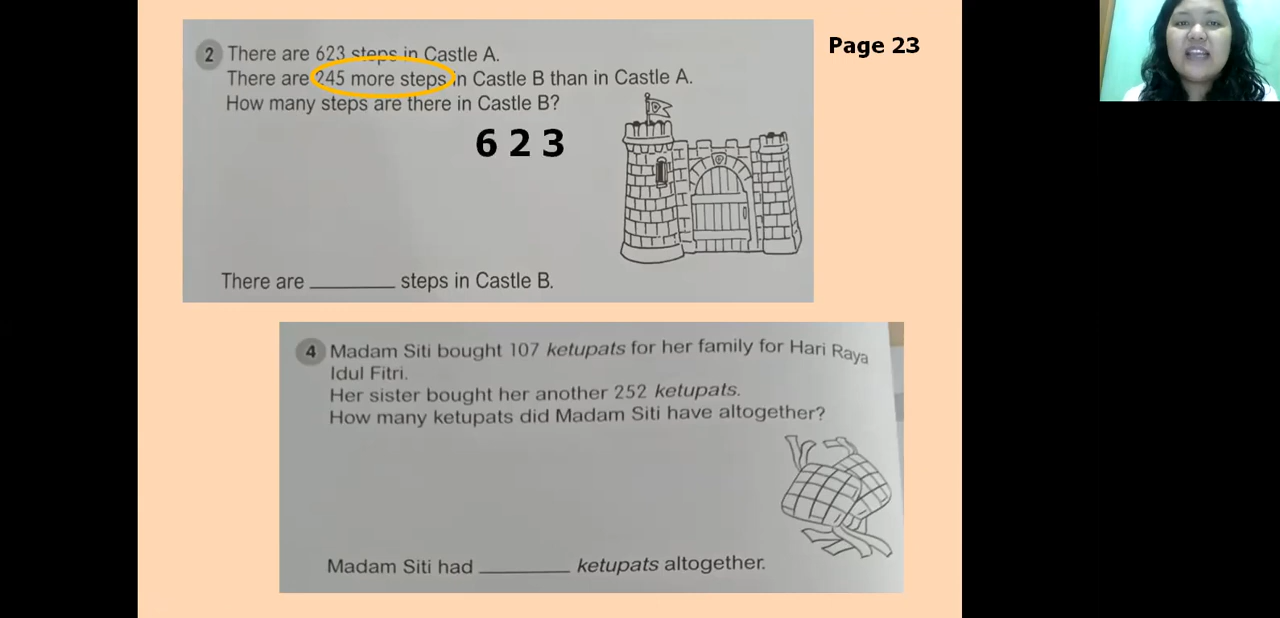 Page 23
2 There are 623 steps in Castle A.
There are 245 more steps in Castle B than in Castle A.
How many steps are there in Castle B?
6 2 3
There are ________ steps in Castle B.
4 Madam Siti bought 107 ketupats for her family for Hari Raya
Idul Fitri.
Her sister bought her another 252 ketupats.
How many ketupats did Madam Siti have altogether?
Madam Siti had ________ ketupats altogether.